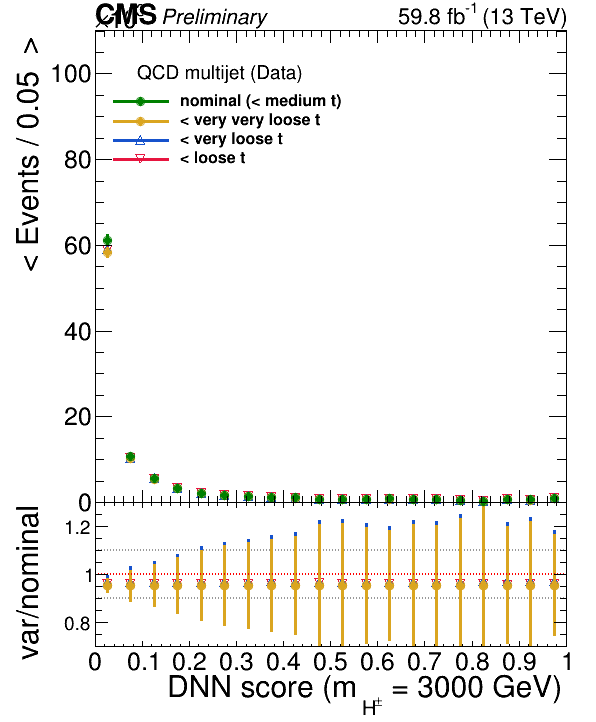 CMS Preliminary 59.8 fb-1 (13 TeV)
< Events / 0.05 >
100
80
60
40
20
0
QCD multijet (Data)
nominal (< medium t)
< very very loose t
< very loose t
< loose t
var/nominal
1.2
1
0.8
0 0.1 0.2 0.3 0.4 0.5 0.6 0.7 0.8 0.9 1
DNN score (m H± = 3000 GeV)